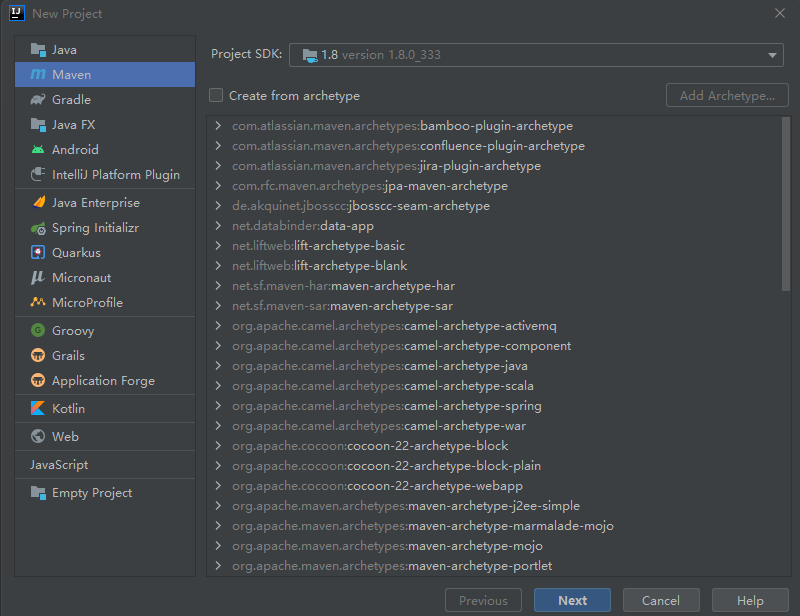 New Project
Java
Maven
Gradle
Java FX
Android
IntelliJ Platform Plugin
Java Enterprise
Spring Initializr
Quarkus
Micronaut
MicroProfile
Groovy
Grails
Application Forge
Kotlin
Web
JavaScript
Empty Project
Project SDK: 1.8 version 1.8.0_333
Create from archetype Add Archetype...
com.atlassian.maven.archetypes:bamboo-plugin-archetype
com.atlassian.maven.archetypes:confluence-plugin-archetype
com.atlassian.maven.archetypes:jira-plugin-archetype
com.rfc.maven.archetypes:jpa-maven-archetype
de.akquinet.jbosscc:jbosscc-seam-archetype
net.databinder:data-app
net.liftweb:lift-archetype-basic
net.liftweb:lift-archetype-blank
net.sf.maven-har:maven-archetype-har
net.sf.maven-sar:maven-archetype-sar
org.apache.camel.archetypes:camel-archetype-activemq
org.apache.camel.archetypes:camel-archetype-component
org.apache.camel.archetypes:camel-archetype-java
org.apache.camel.archetypes:camel-archetype-scala
org.apache.camel.archetypes:camel-archetype-spring
org.apache.camel.archetypes:camel-archetype-war
org.apache.cocoon:cocoon-22-archetype-block
org.apache.cocoon:cocoon-22-archetype-block-plain
org.apache.cocoon:cocoon-22-archetype-webapp
org.apache.maven.archetypes:maven-archetype-j2ee-simple
org.apache.maven.archetypes:maven-archetype-marmalade-mojo
org.apache.maven.archetypes:maven-archetype-mojo
org.apache.maven.archetypes:maven-archetype-portlet
Previous Next Cancel Help